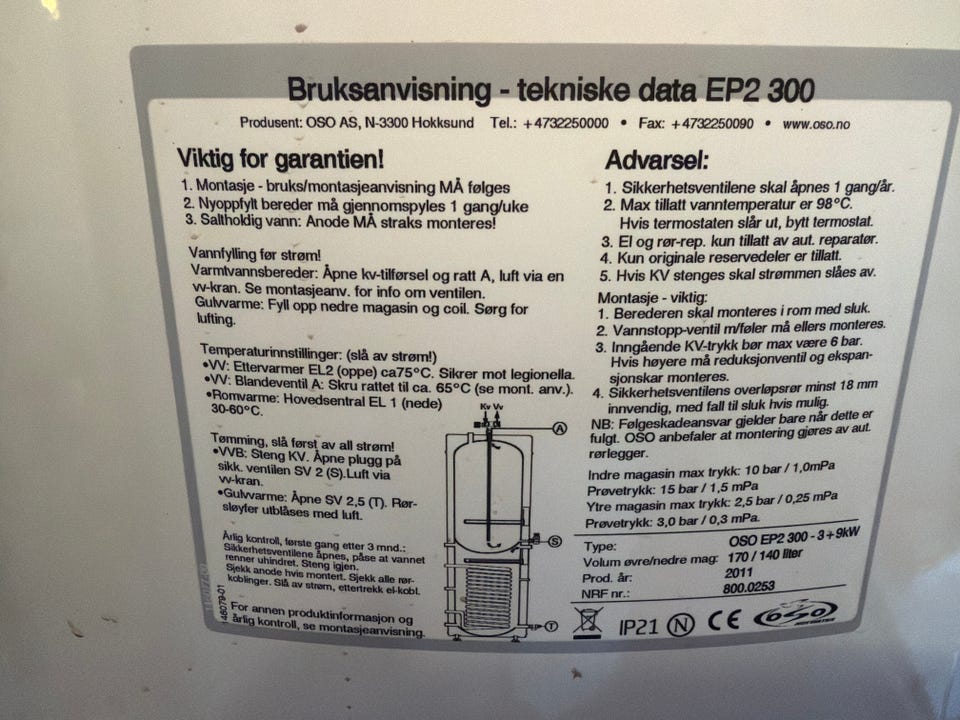 Bruksanvisning - tekniske data EP2 300
Produsent: OSO AS, N-3300 Hokksund Tel.: +4732250000 • Fax: +4732250090 • www.oso.no
Viktig for garantien!
1. Montasje - bruks/montasjeanvisning MÅ følges
2. Nyoppfylt bereder må gjennomspyles 1 gang/uke
3. Saltholdig vann: Anode MÅ straks monteres!
Vannfylling før strøm!
Varmtvannsbereder: Åpne kv-tilførsel og ratt A, luft via en
vv-kran. Se montasjeanv. for info om ventilen.
Gulvvarme: Fyll opp nedre magasin og coil. Sørg for
lufting.
Temperaturinnstillinger: (slå av strøm!)
•VV: Ettervarmer EL2 (oppe) ca75°C. Sikrer mot legionella.
•VV: Blandeventil A: Skru rattet til ca. 65°C (se mont. anv.).
•Romvarme: Hovedsentral EL 1 (nede)
30-60°C.
Tømming, slå først av all strøm!
•VVB: Steng KV. Åpne plugg på
sikk. ventilen SV 2 (S).Luft via
vv-kran.
•Gulvvarme: Åpne SV 2,5 (T). Rør-
sløyfer utblåses med luft.
Årlig kontroll, første gang etter 3 mnd.:
Sikkerhetsventilene åpnes, påse at vannet
renner uhindret. Steng igjen.
Sjekk anode hvis montert. Sjekk alle rør-
koblinger. Slå av strøm, ettertrekk el-kobl.
For annen produktinformasjon og
årlig kontroll, se montasjeanvisning.
146079-01
Kv Vv
A
S
T
Advarsel:
1. Sikkerhetsventilene skal åpnes 1 gang/år.
2. Max tillatt vanntemperatur er 98°C.
Hvis termostaten slår ut, bytt termostat.
3. El og rør-rep. kun tillatt av aut. reparatør.
4. Kun originale reservedeler er tillatt.
5. Hvis KV stenges skal strømmen slåes av.
Montasje - viktig:
1. Berederen skal monteres i rom med sluk.
2. Vannstopp-ventil m/føler må ellers monteres.
3. Inngående KV-trykk bør max være 6 bar.
Hvis høyere må reduksjonventil og ekspan-
sjonskar monteres.
4. Sikkerhetsventilens overløpsrør minst 18 mm
innvendig, med fall til sluk hvis mulig.
NB: Følgeskadeansvar gjelder bare når dette er
fulgt. OSO anbefaler at montering gjøres av aut.
rørlegger.
Indre magasin max trykk: 10 bar / 1,0mPa
Prøvetrykk: 15 bar / 1,5 mPa
Ytre magasin max trykk: 2,5 bar / 0,25 mPa
Prøvetrykk: 3,0 bar / 0,3 mPa.
Type: OSO EP2 300 - 3+9kW
Volum øvre/nedre mag: 170 / 140 liter
Prod. år: 2011
NRF nr.: 800.0253
IP21 N CE oso